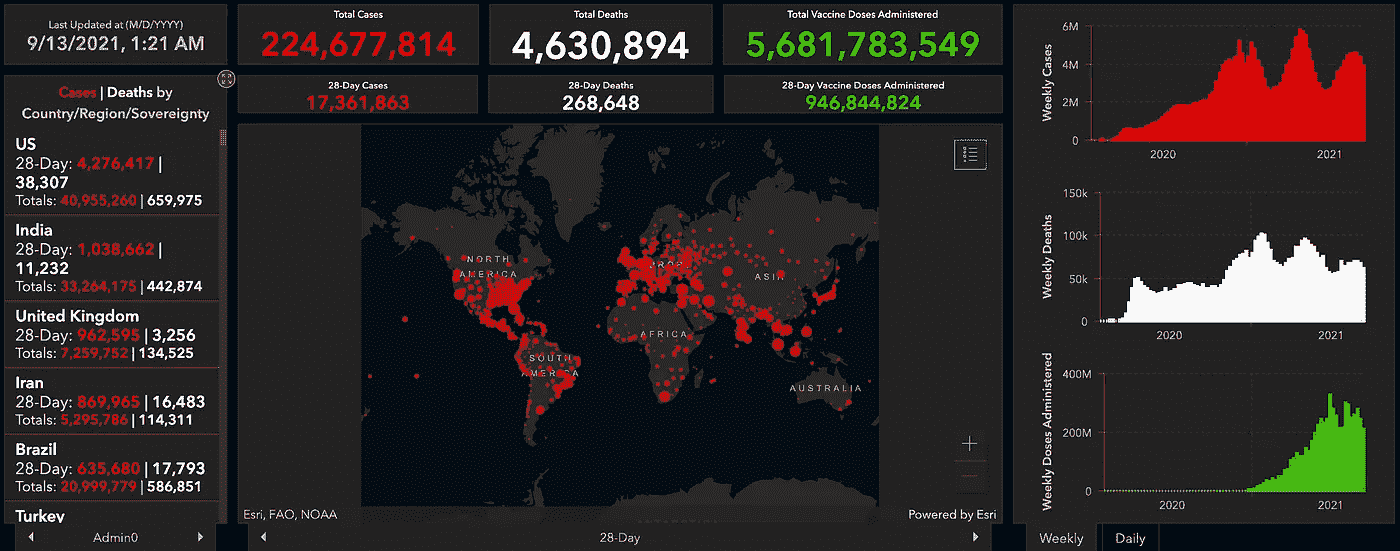 Last Updated at (M/D/YYYY)
9/13/2021, 1:21 AM
Total Cases
224,677,814
Total Deaths
4,630,894
Total Vaccine Doses Administered
5,681,783,549
28-Day Cases
17,361,863
28-Day Deaths
268,648
28-Day Vaccine Doses Administered
946,844,824
Cases | Deaths by
Country/Region/Sovereignty
US
28-Day: 4,276,417 |
38,307
Totals: 40,955,260 | 659,975
India
28-Day: 1,038,662 |
11,232
Totals: 33,264,175 | 442,874
United Kingdom
28-Day: 962,595 | 3,256
Totals: 7,259,752 | 134,525
Iran
28-Day: 869,965 | 16,483
Totals: 5,295,786 | 114,311
Brazil
28-Day: 635,680 | 17,793
Totals: 20,999,779 | 586,851
Turkey
Admin0
NORTH
AMERICA
ASIA
AFRICA
SOUTH
AMERICA
AUSTRALIA
Esri, FAO, NOAA
Powered by Esri
28-Day
Weekly Cases
6M
4M
2M
0
2020
2021
Weekly Deaths
150k
100k
50k
0
2020
2021
Weekly Doses Administered
400M
200M
0
2020
2021
Weekly
Daily